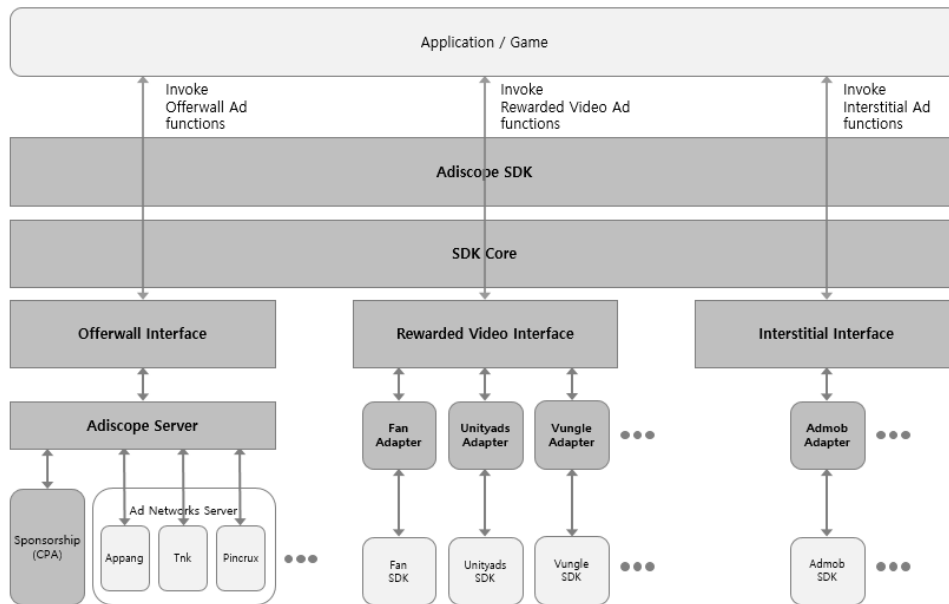 Application / Game
Invoke
Offerwall Ad
functions
Invoke
Rewarded Video Ad
functions
Invoke
Interstitial Ad
functions
Adiscope SDK
SDK Core
Offerwall Interface
Rewarded Video Interface
Interstitial Interface
Adiscope Server
Fan
Adapter
Unityads
Adapter
Vungle
Adapter
Admob
Adapter
Sponsorship
(CPA)
Ad Networks Server
Appang
Tnk
Pincrux
Fan
SDK
Unityads
SDK
Vungle
SDK
Admob
SDK